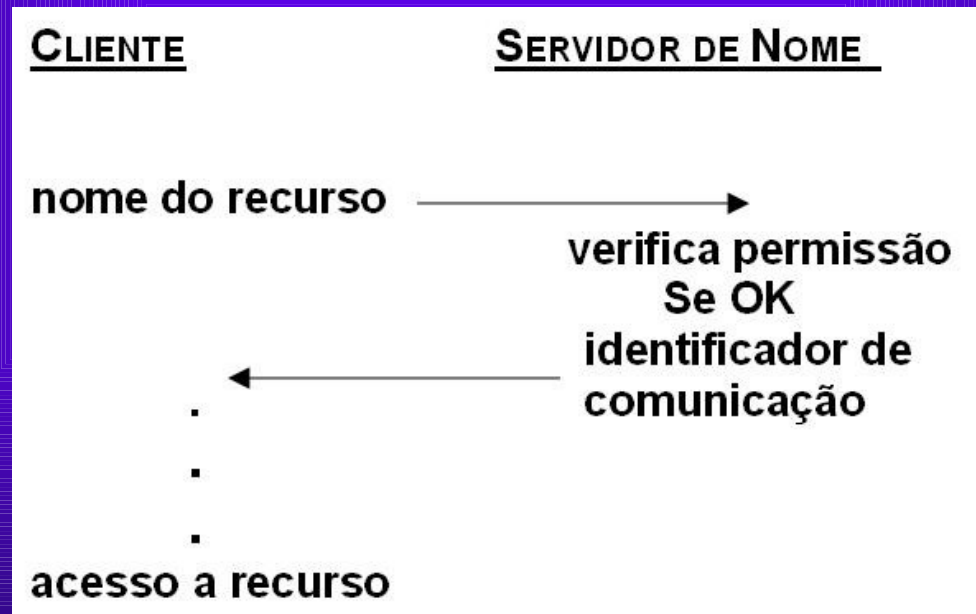 CLIENTE
SERVIDOR DE NOME
nome do recurso
verifica permissão
Se OK
identificador de
comunicação
.
.
.
acesso a recurso